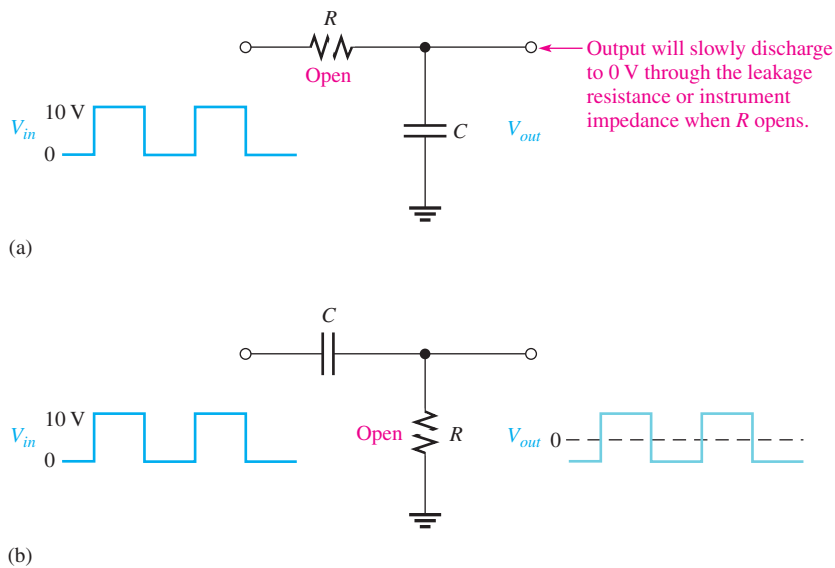 R
Open
Output will slowly discharge
to 0 V through the leakage
resistance or instrument
impedance when R opens.
10 V
V_in
0
C
V_out
(a)
C
10 V
V_in
0
Open
R
V_out
0
(b)